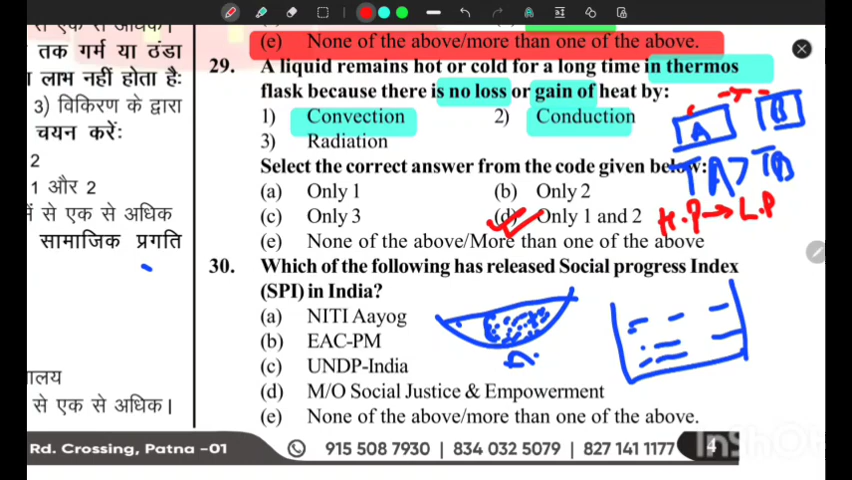 (e) None of the above/more than one of the above.
तक गर्म या ठंडा
लाभ नहीं होता है:
3) विकिरण के द्वारा
चयन करें:
2
1 और 2
में से एक से अधिक
सामाजिक प्रगति
से एक से अधिक।
29. A liquid remains hot or cold for a long time in thermos
flask because there is no loss or gain of heat by:
1) Convection 2) Conduction
3) Radiation
Select the correct answer from the code given below:
(a) Only 1 (b) Only 2
(c) Only 3 (d) Only 1 and 2
(e) None of the above/More than one of the above
A B
TA > TB
H.P → L.P
30. Which of the following has released Social progress Index
(SPI) in India?
(a) NITI Aayog
(b) EAC-PM
(c) UNDP-India
(d) M/O Social Justice & Empowerment
(e) None of the above/more than one of the above.
Rd. Crossing, Patna -01 915 508 7930 | 834 032 5079 | 827 141 1177 4
InShOt